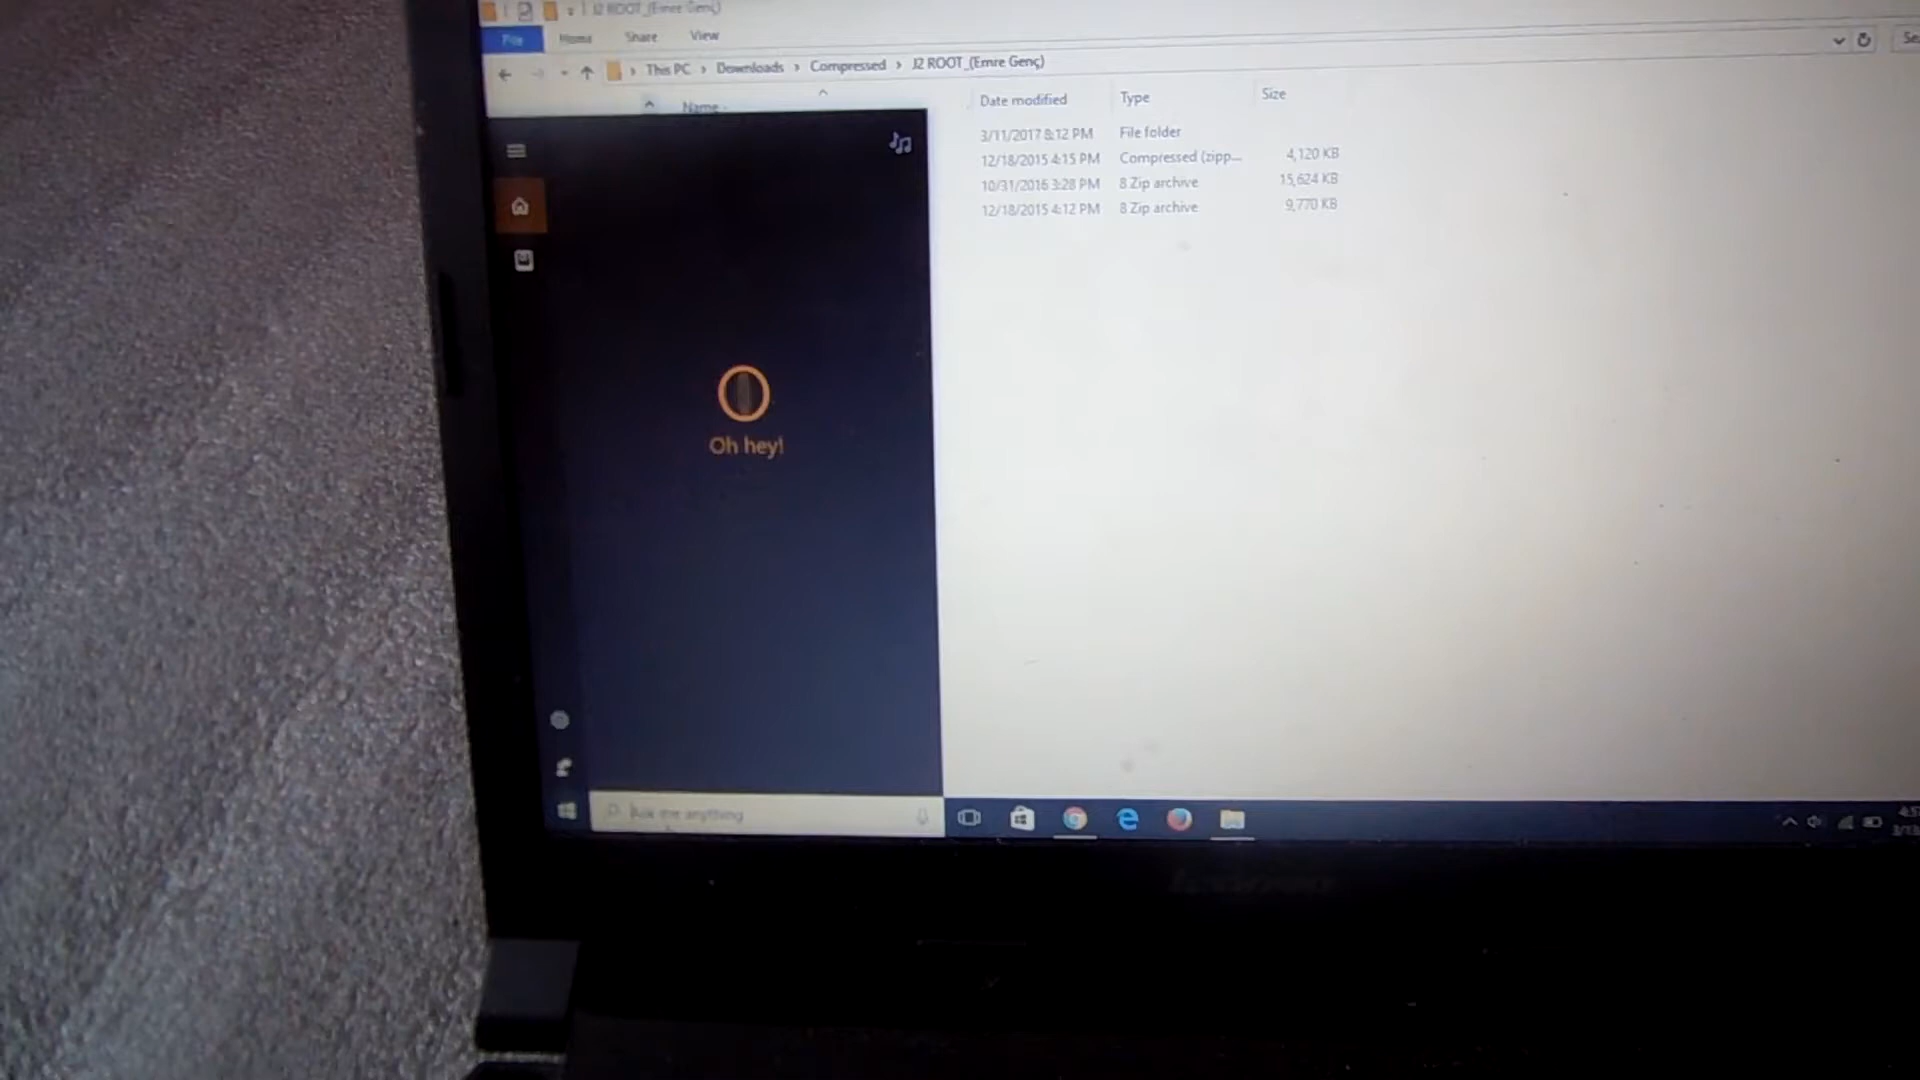 J2 ROOT_(Emre Genç)
File Home Share View
This PC > Downloads > Compressed > J2 ROOT_(Emre Genç)
Name Date modified Type Size
3/11/2017 8:12 PM File folder
12/18/2015 4:15 PM Compressed (zipp... 4,120 KB
10/31/2016 3:28 PM 8 Zip archive 15,624 KB
12/18/2015 4:12 PM 8 Zip archive 9,770 KB
Oh hey!
Ask me anything
lenovo